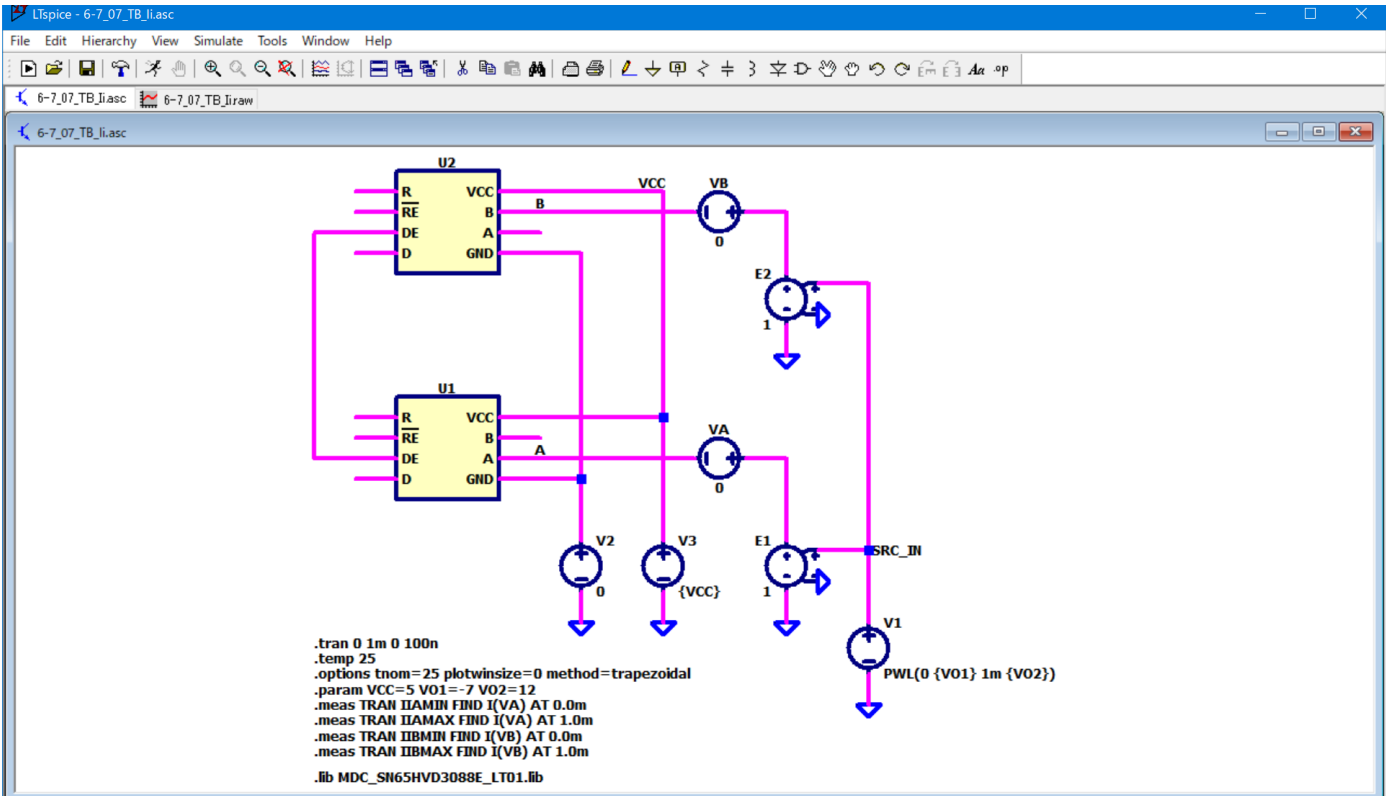 LTspice - 6-7_07_TB_Ii.asc
File Edit Hierarchy View Simulate Tools Window Help
6-7_07_TB_Ii.asc 6-7_07_TB_Ii.raw
6-7_07_TB_Ii.asc
U2
R VCC
RE B
DE A
D GND
VCC
B
VB
0
E2
1
U1
R VCC
RE B
DE A
D GND
A
VA
0
V2
0
V3
{VCC}
E1
1
SRC_IN
V1
PWL(0 {VO1} 1m {VO2})
.tran 0 1m 0 100n
.temp 25
.options tnom=25 plotwinsize=0 method=trapezoidal
.param VCC=5 VO1=-7 VO2=12
.meas TRAN IIAMIN FIND I(VA) AT 0.0m
.meas TRAN IIAMAX FIND I(VA) AT 1.0m
.meas TRAN IIBMIN FIND I(VB) AT 0.0m
.meas TRAN IIBMAX FIND I(VB) AT 1.0m
.lib MDC_SN65HVD3088E_LT01.lib